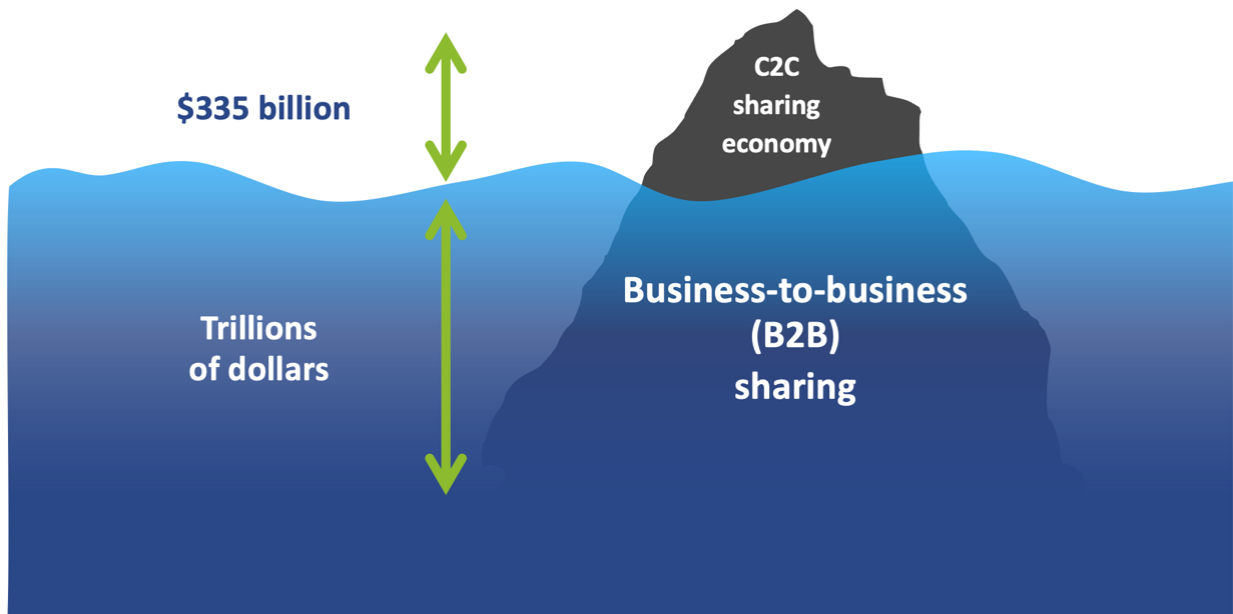 $335 billion
C2C
sharing
economy
Trillions
of dollars
Business-to-business
(B2B)
sharing